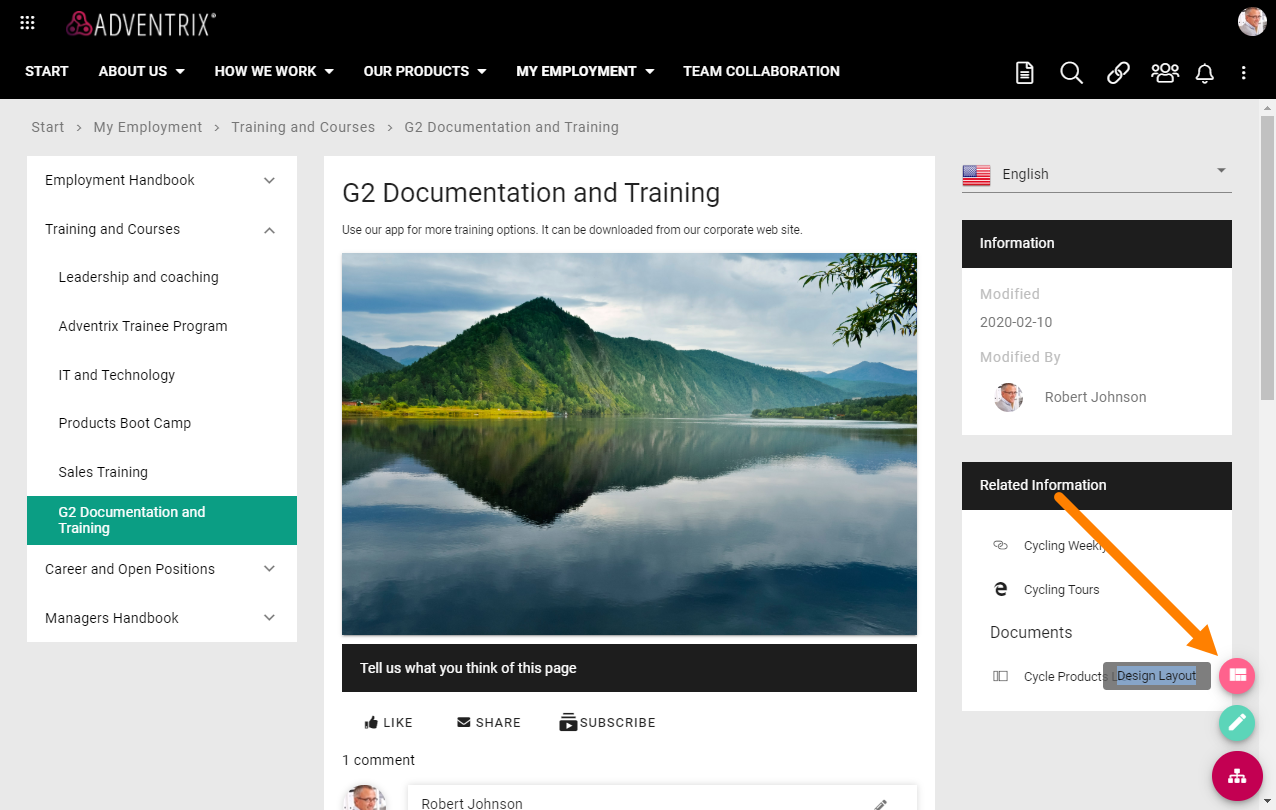 ADVENTRIX®
START ABOUT US HOW WE WORK OUR PRODUCTS MY EMPLOYMENT TEAM COLLABORATION
Start > My Employment > Training and Courses > G2 Documentation and Training
Employment Handbook
Training and Courses
Leadership and coaching
Adventrix Trainee Program
IT and Technology
Products Boot Camp
Sales Training
G2 Documentation and
Training
Career and Open Positions
Managers Handbook
G2 Documentation and Training
Use our app for more training options. It can be downloaded from our corporate web site.
Tell us what you think of this page
LIKE SHARE SUBSCRIBE
1 comment
Robert Johnson
English
Information
Modified
2020-02-10
Modified By
Robert Johnson
Related Information
Cycling Weekly
Cycling Tours
Documents
Cycle Products
Design Layout